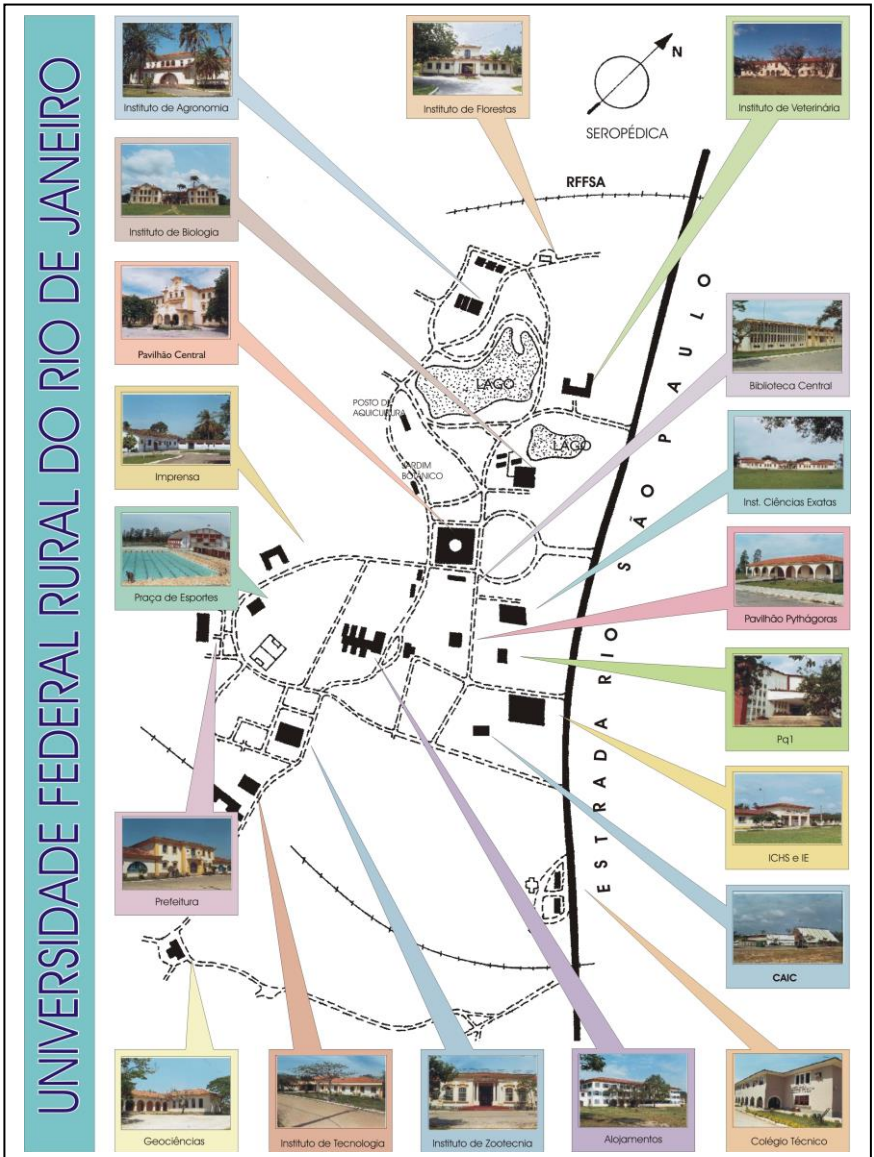 UNIVERSIDADE FEDERAL RURAL DO RIO DE JANEIRO
Instituto de Agronomia
Instituto de Florestas
Instituto de Veterinária
N
SEROPÉDICA
RFFSA
Instituto de Biologia
Pavilhão Central
Imprensa
Praça de Esportes
Prefeitura
LAGO
POSTO DE
AQUICULTURA
LAGO
JARDIM
BOTÂNICO
ESTRADA RIO SÃO PAULO
Biblioteca Central
Inst. Ciências Exatas
Pavilhão Pythágoras
Pq1
ICHS e IE
CAIC
Geociências
Instituto de Tecnologia
Instituto de Zootecnia
Alojamentos
Colégio Técnico